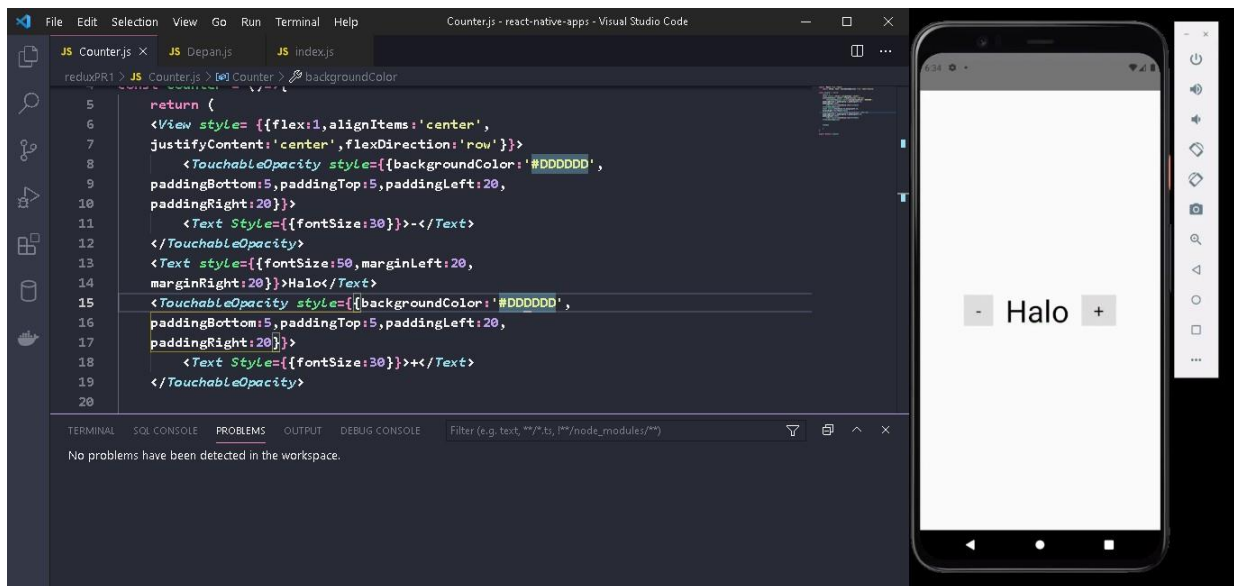 File Edit Selection View Go Run Terminal Help
Counter.js - react-native-apps - Visual Studio Code
JS Counter.js × JS Depan.js JS index.js
reduxPR1 > JS Counter.js > Counter > backgroundColor
5 return (
6 <View style= {{flex:1,alignItems:'center',
7 justifyContent:'center',flexDirection:'row'}}>
8 <TouchableOpacity style={{backgroundColor:'#DDDDDD',
9 paddingBottom:5,paddingTop:5,paddingLeft:20,
10 paddingRight:20}}>
11 <Text Style={{fontSize:30}}>-</Text>
12 </TouchableOpacity>
13 <Text style={{fontSize:50,marginLeft:20,
14 marginRight:20}}>Halo</Text>
15 <TouchableOpacity style={{backgroundColor:'#DDDDDD',
16 paddingBottom:5,paddingTop:5,paddingLeft:20,
17 paddingRight:20}}>
18 <Text Style={{fontSize:30}}>+</Text>
19 </TouchableOpacity>
20
TERMINAL SQL CONSOLE PROBLEMS OUTPUT DEBUG CONSOLE Filter (e.g. text, **/*.ts, !**/node_modules/**)
No problems have been detected in the workspace.
6:34
- Halo +